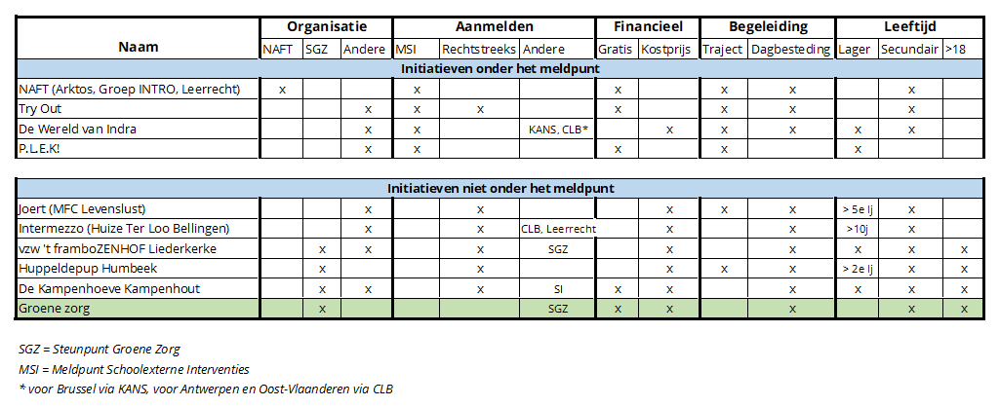 Naam Organisatie Aanmelden Financieel Begeleiding Leeftijd
NAFT SGZ Andere MSI Rechtstreeks Andere Gratis Kostprijs Traject Dagbesteding Lager Secundair >18
Initiatieven onder het meldpunt
NAFT (Arktos, Groep INTRO, Leerrecht) x x x x x x
Try Out x x x x x x x
De Wereld van Indra x x KANS, CLB* x x x x x
P.L.E.K! x x x x x
Initiatieven niet onder het meldpunt
Joert (MFC Levenslust) x x x x x > 5e lj x
Intermezzo (Huize Ter Loo Bellingen) x x CLB, Leerrecht x x >10j x
vzw 't framboZENHOF Liederkerke x x x SGZ x x x x x
Huppeldepup Humbeek x x x x x > 2e lj x x
De Kampenhoeve Kampenhout x x x SI x x x x x x
Groene zorg x SGZ x x x x x
SGZ = Steunpunt Groene Zorg
MSI = Meldpunt Schoolexterne Interventies
* voor Brussel via KANS, voor Antwerpen en Oost-Vlaanderen via CLB